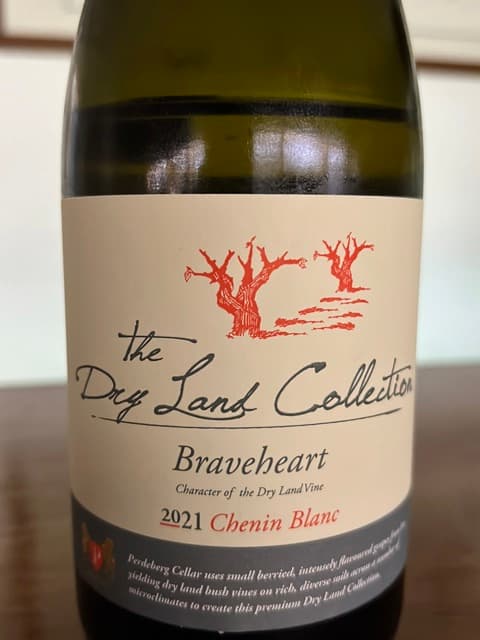 the
Dry Land Collection
Braveheart
Character of the Dry Land Vine
2021 Chenin Blanc
Perdeberg Cellar uses small berried, intensely flavoured grapes from
yielding dry land bush vines on rich, diverse soils across a number of
microclimates to create this premium Dry Land Collection.